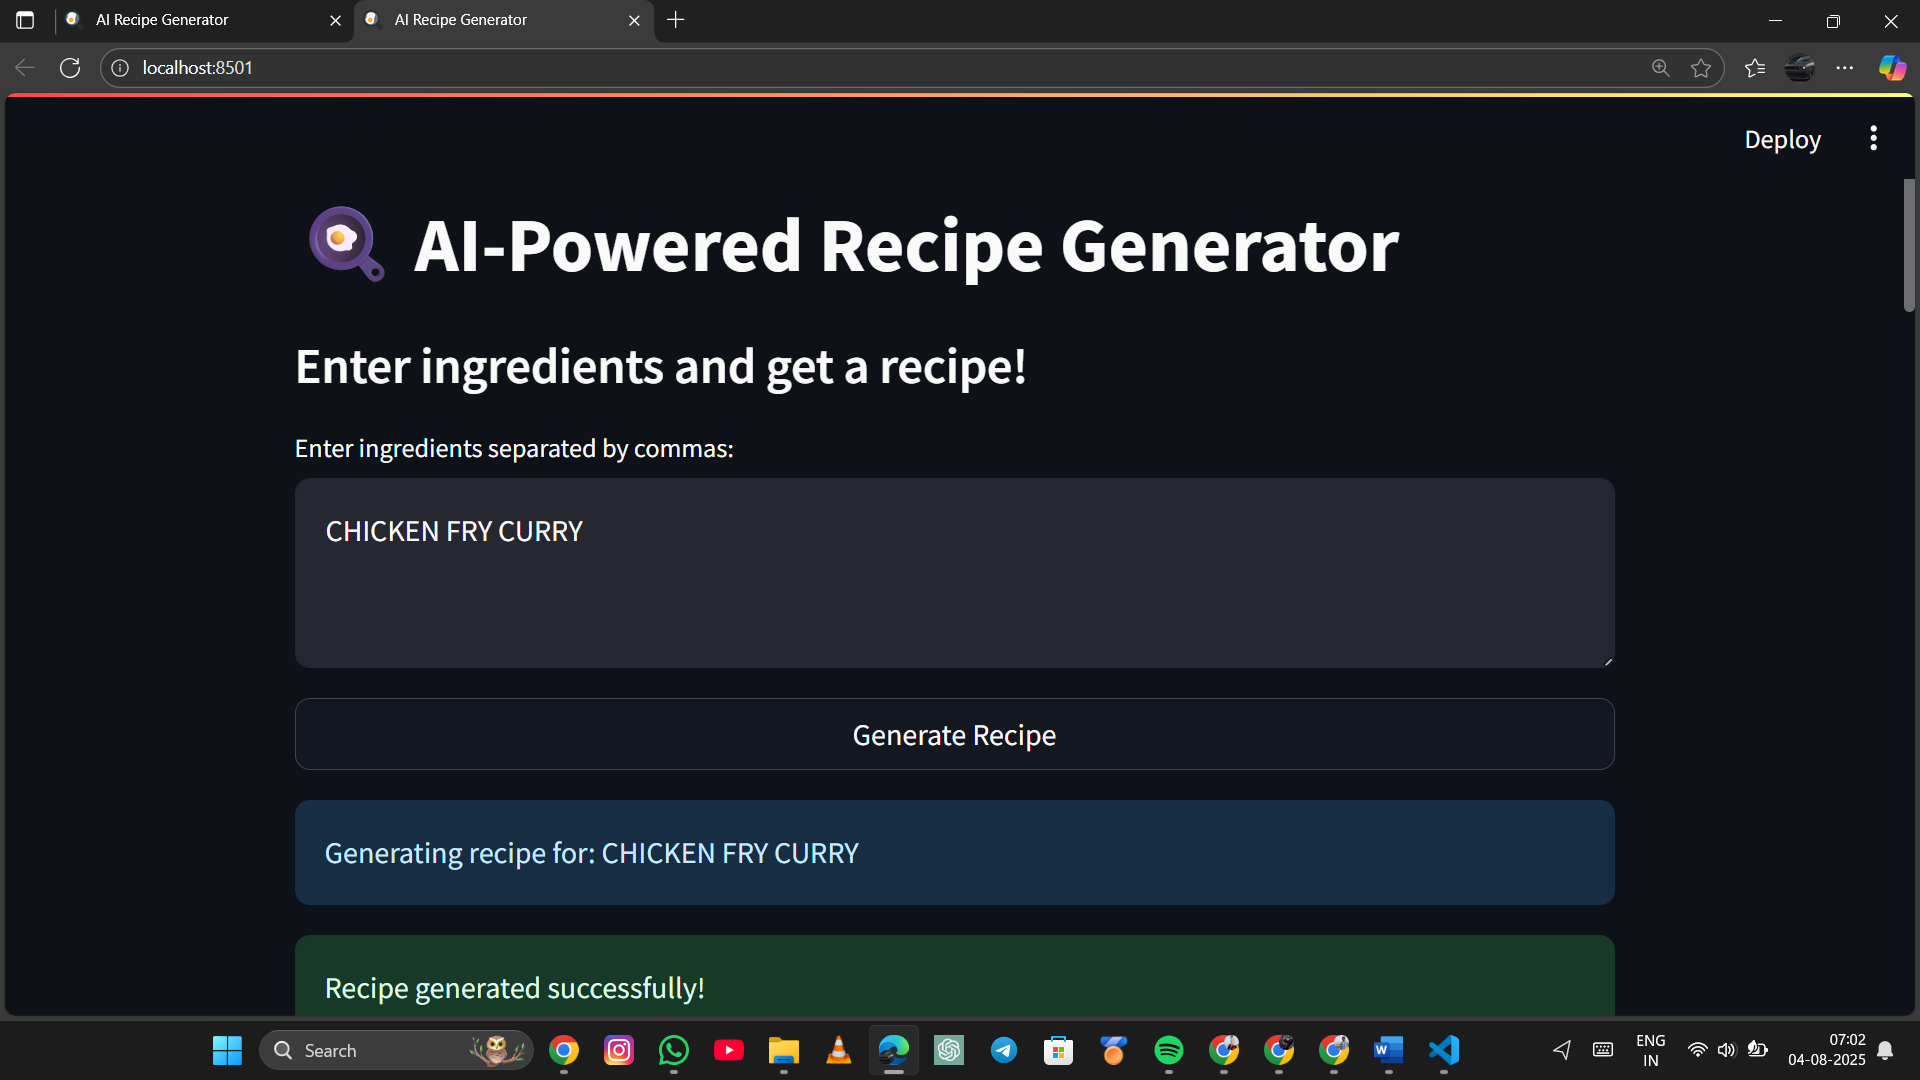 AI Recipe Generator
AI Recipe Generator
localhost:8501
Deploy
AI-Powered Recipe Generator
Enter ingredients and get a recipe!
Enter ingredients separated by commas:
CHICKEN FRY CURRY
Generate Recipe
Generating recipe for: CHICKEN FRY CURRY
Recipe generated successfully!
Search
W
ENG
IN
07:02
04-08-2025